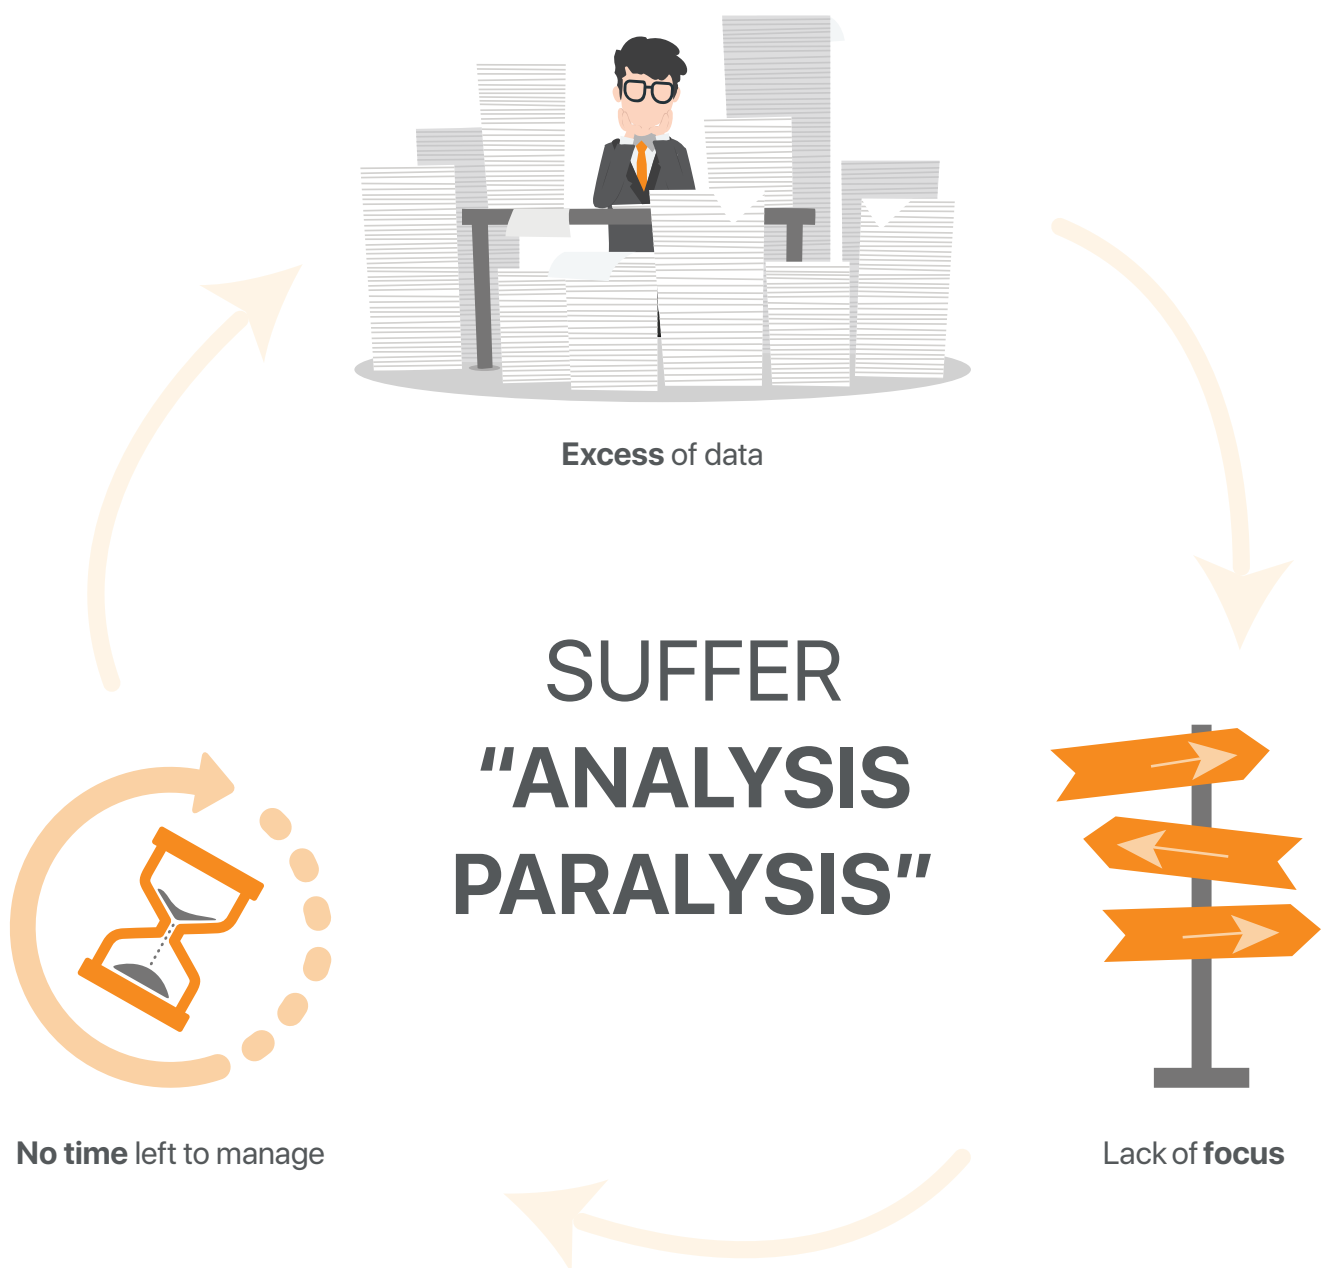 Excess of data
SUFFER
“ANALYSIS
PARALYSIS”
No time left to manage
Lack of focus